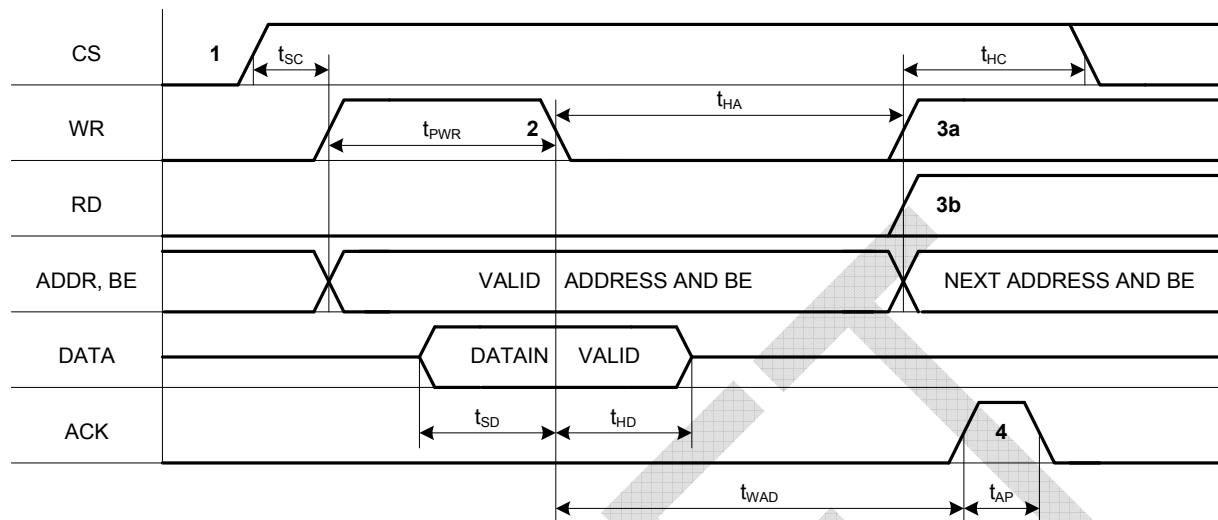 CS 1 tSC tHC
WR tPWR 2 tHA 3a
RD 3b
ADDR, BE VALID ADDRESS AND BE NEXT ADDRESS AND BE
DATA DATAIN VALID
tSD tHD
ACK 4
tWAD tAP